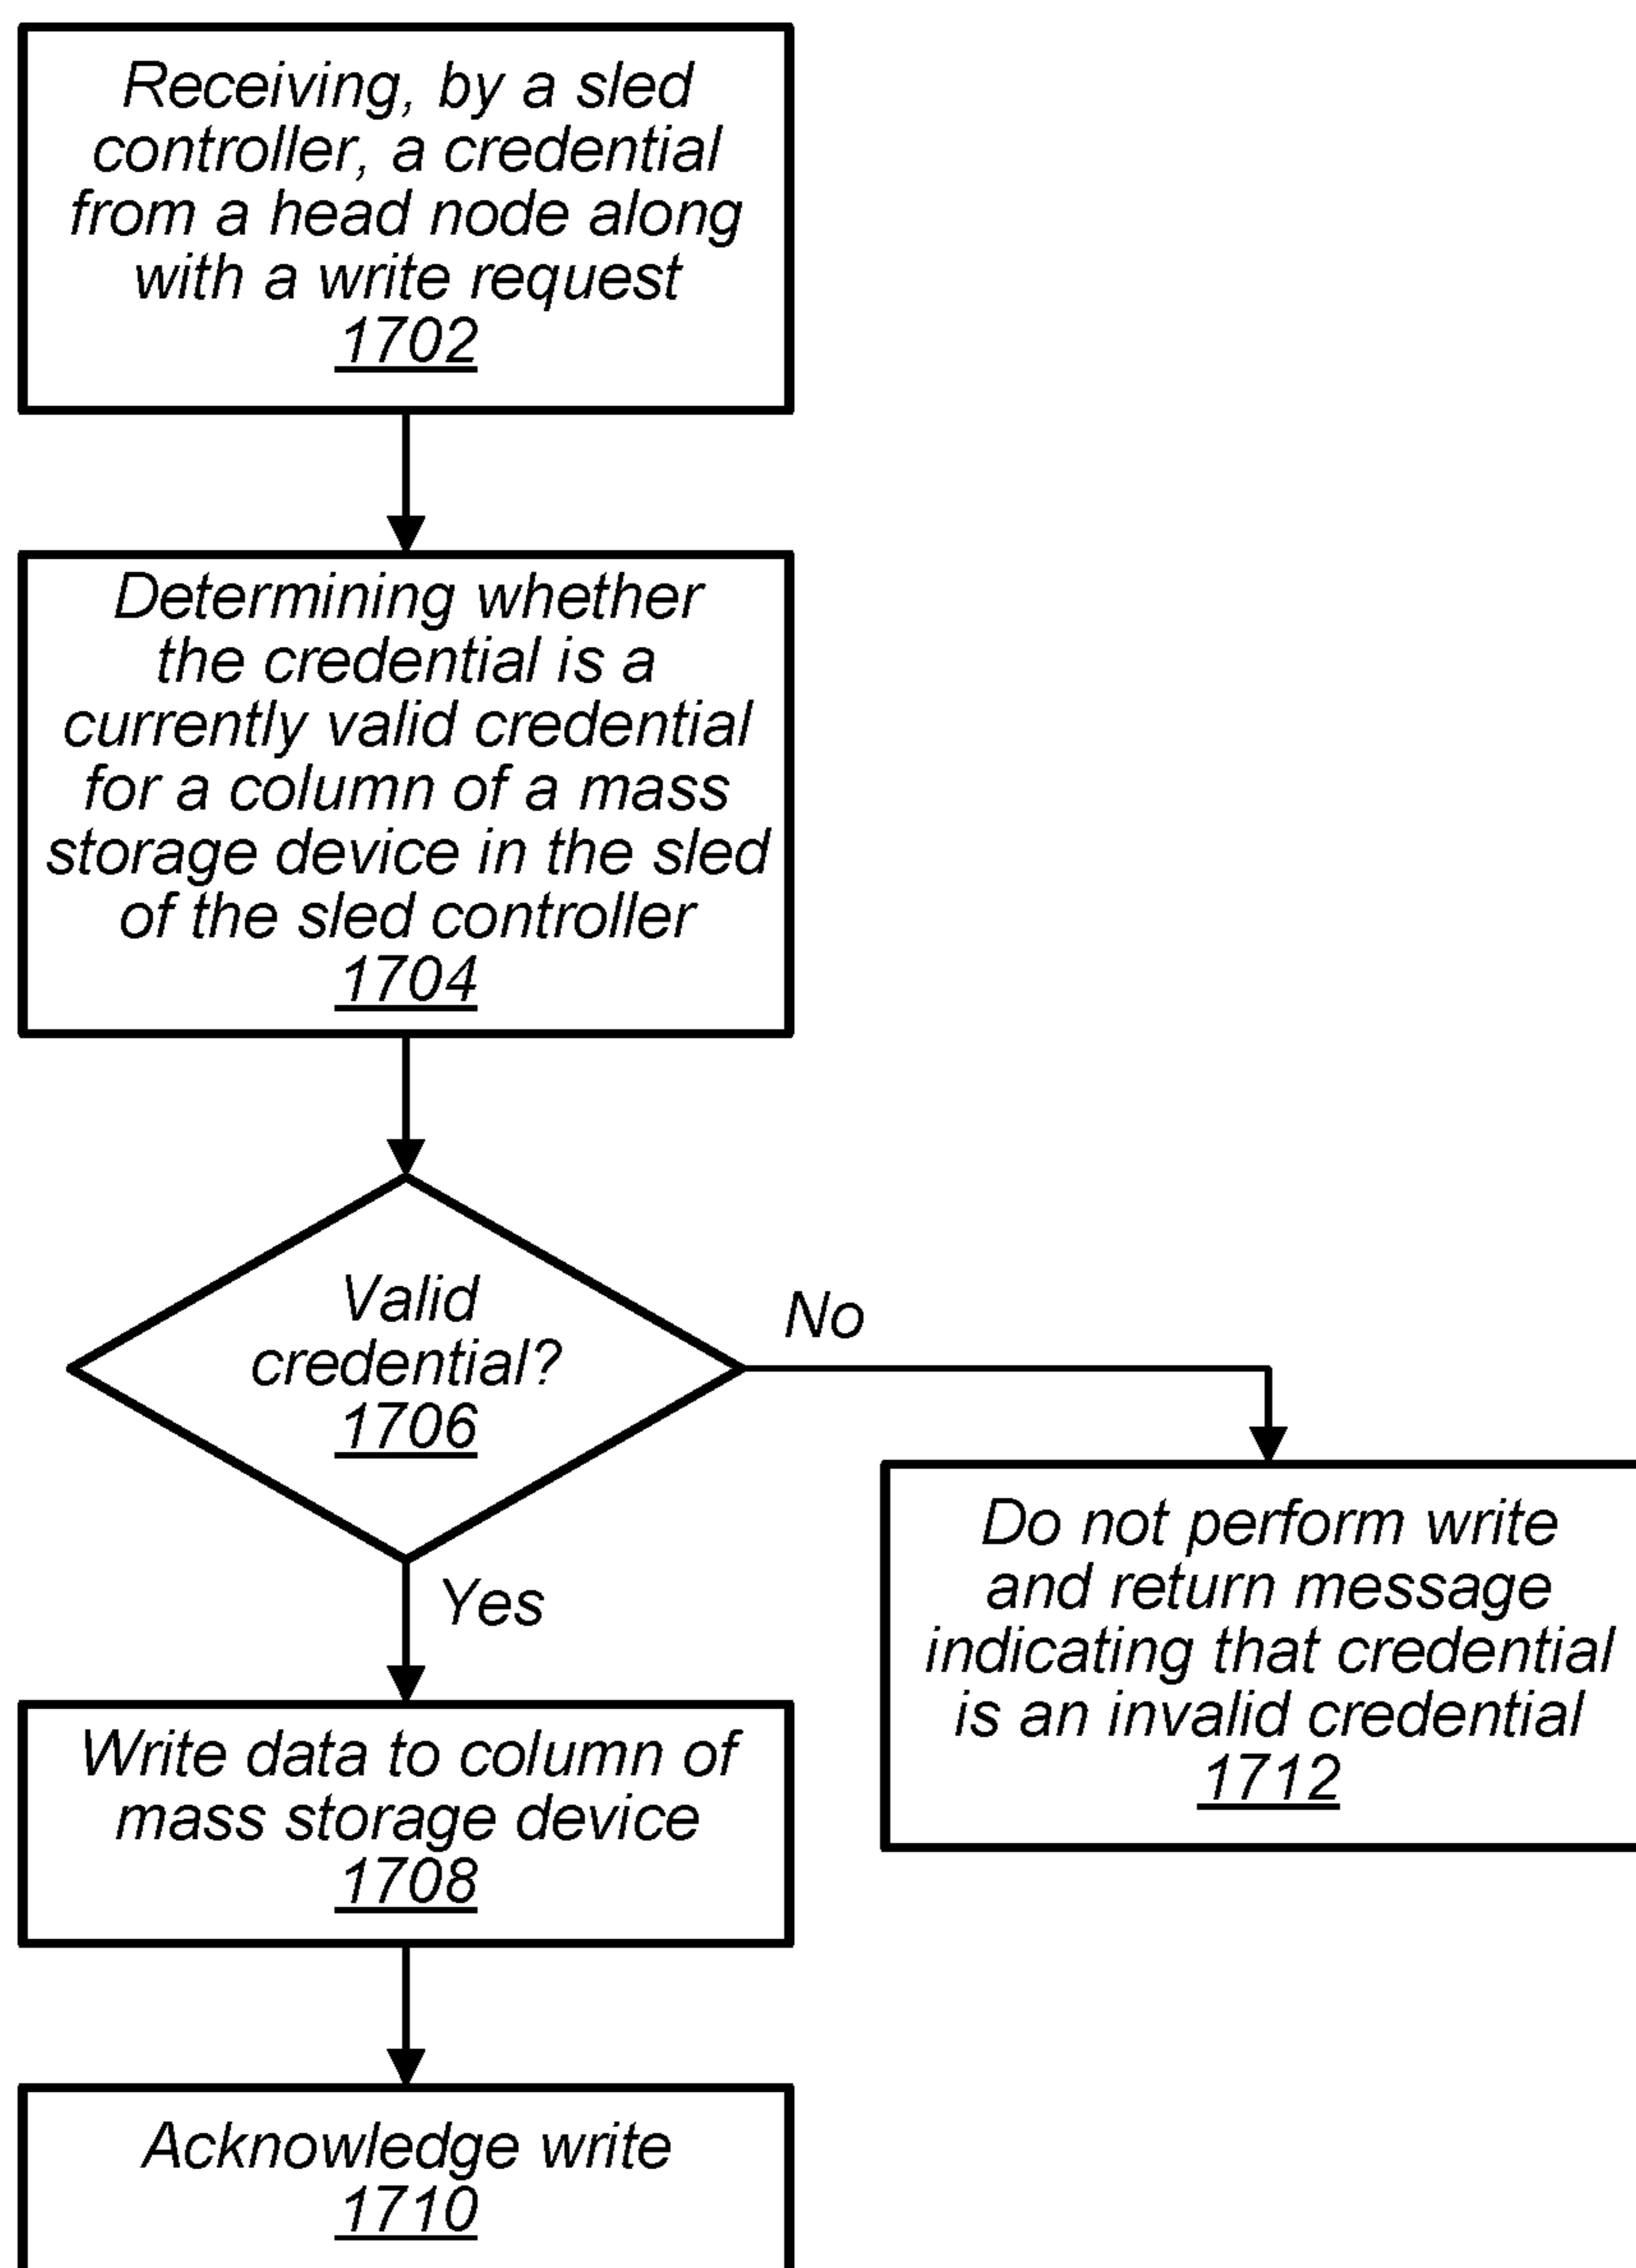 Receiving, by a sled
controller, a credential
from a head node along
with a write request
1702
Determining whether
the credential is a
currently valid credential
for a column of a mass
storage device in the sled
of the sled controller
1704
Valid
credential?
1706
No
Yes
Do not perform write
and return message
indicating that credential
is an invalid credential
1712
Write data to column of
mass storage device
1708
Acknowledge write
1710